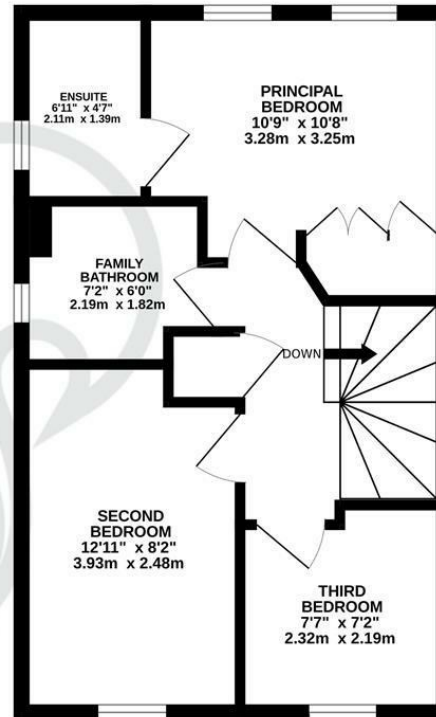 ENSUITE
6'11" x 4'7"
2.11m x 1.39m
PRINCIPAL
BEDROOM
10'9" x 10'8"
3.28m x 3.25m
FAMILY
BATHROOM
7'2" x 6'0"
2.19m x 1.82m
DOWN
SECOND
BEDROOM
12'11" x 8'2"
3.93m x 2.48m
THIRD
BEDROOM
7'7" x 7'2"
2.32m x 2.19m